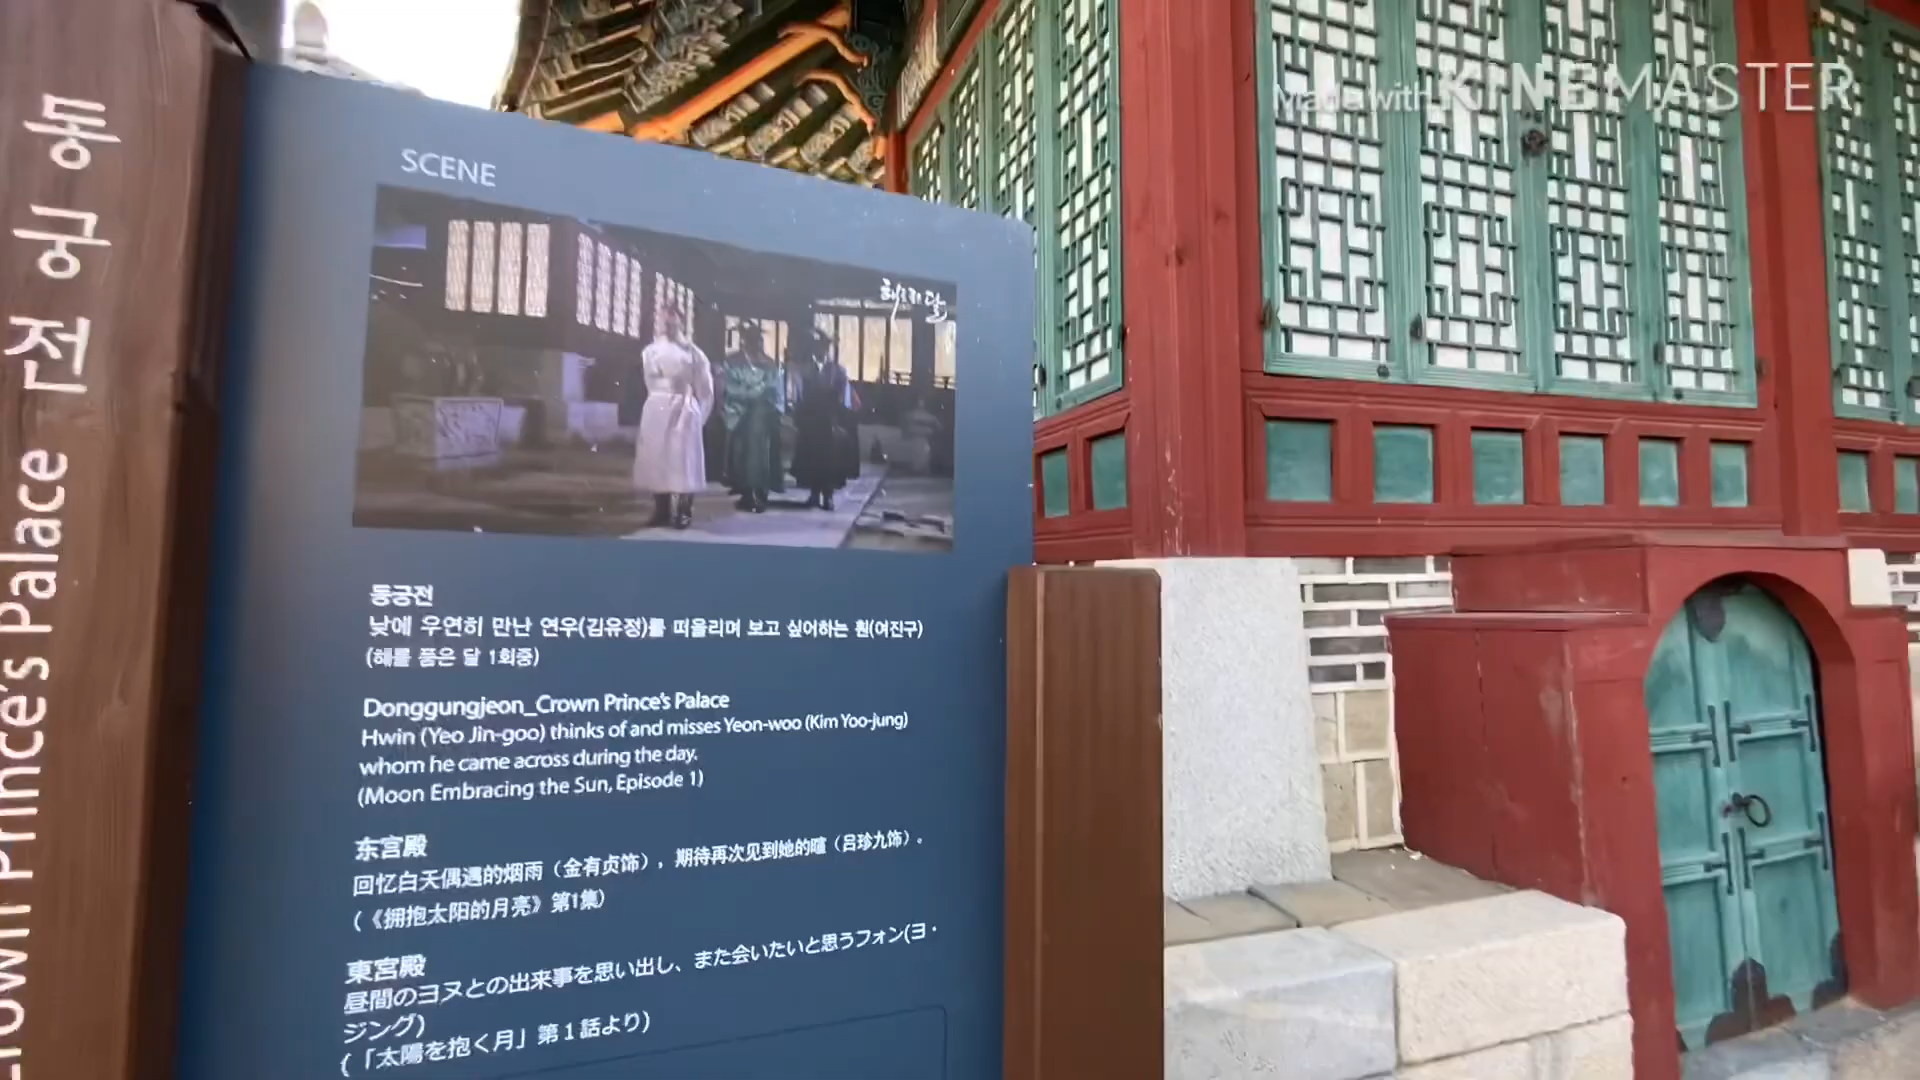 동궁전
Crown Prince's Palace
Made with KINEMASTER
SCENE
해를 품은 달
동궁전
낮에 우연히 만난 연우(김유정)를 떠올리며 보고 싶어하는 훤(여진구)
(해를 품은 달 1회중)
Donggungjeon_Crown Prince's Palace
Hwin (Yeo Jin-goo) thinks of and misses Yeon-woo (Kim Yoo-jung)
whom he came across during the day.
(Moon Embracing the Sun, Episode 1)
东宫殿
回忆白天偶遇的烟雨（金有贞饰），期待再次见到她的暄（吕珍九饰）。
（《拥抱太阳的月亮》第1集）
東宮殿
昼間のヨヌとの出来事を思い出し、また会いたいと思うフォン(ヨ・
ジング)
(「太陽を抱く月」第１話より)